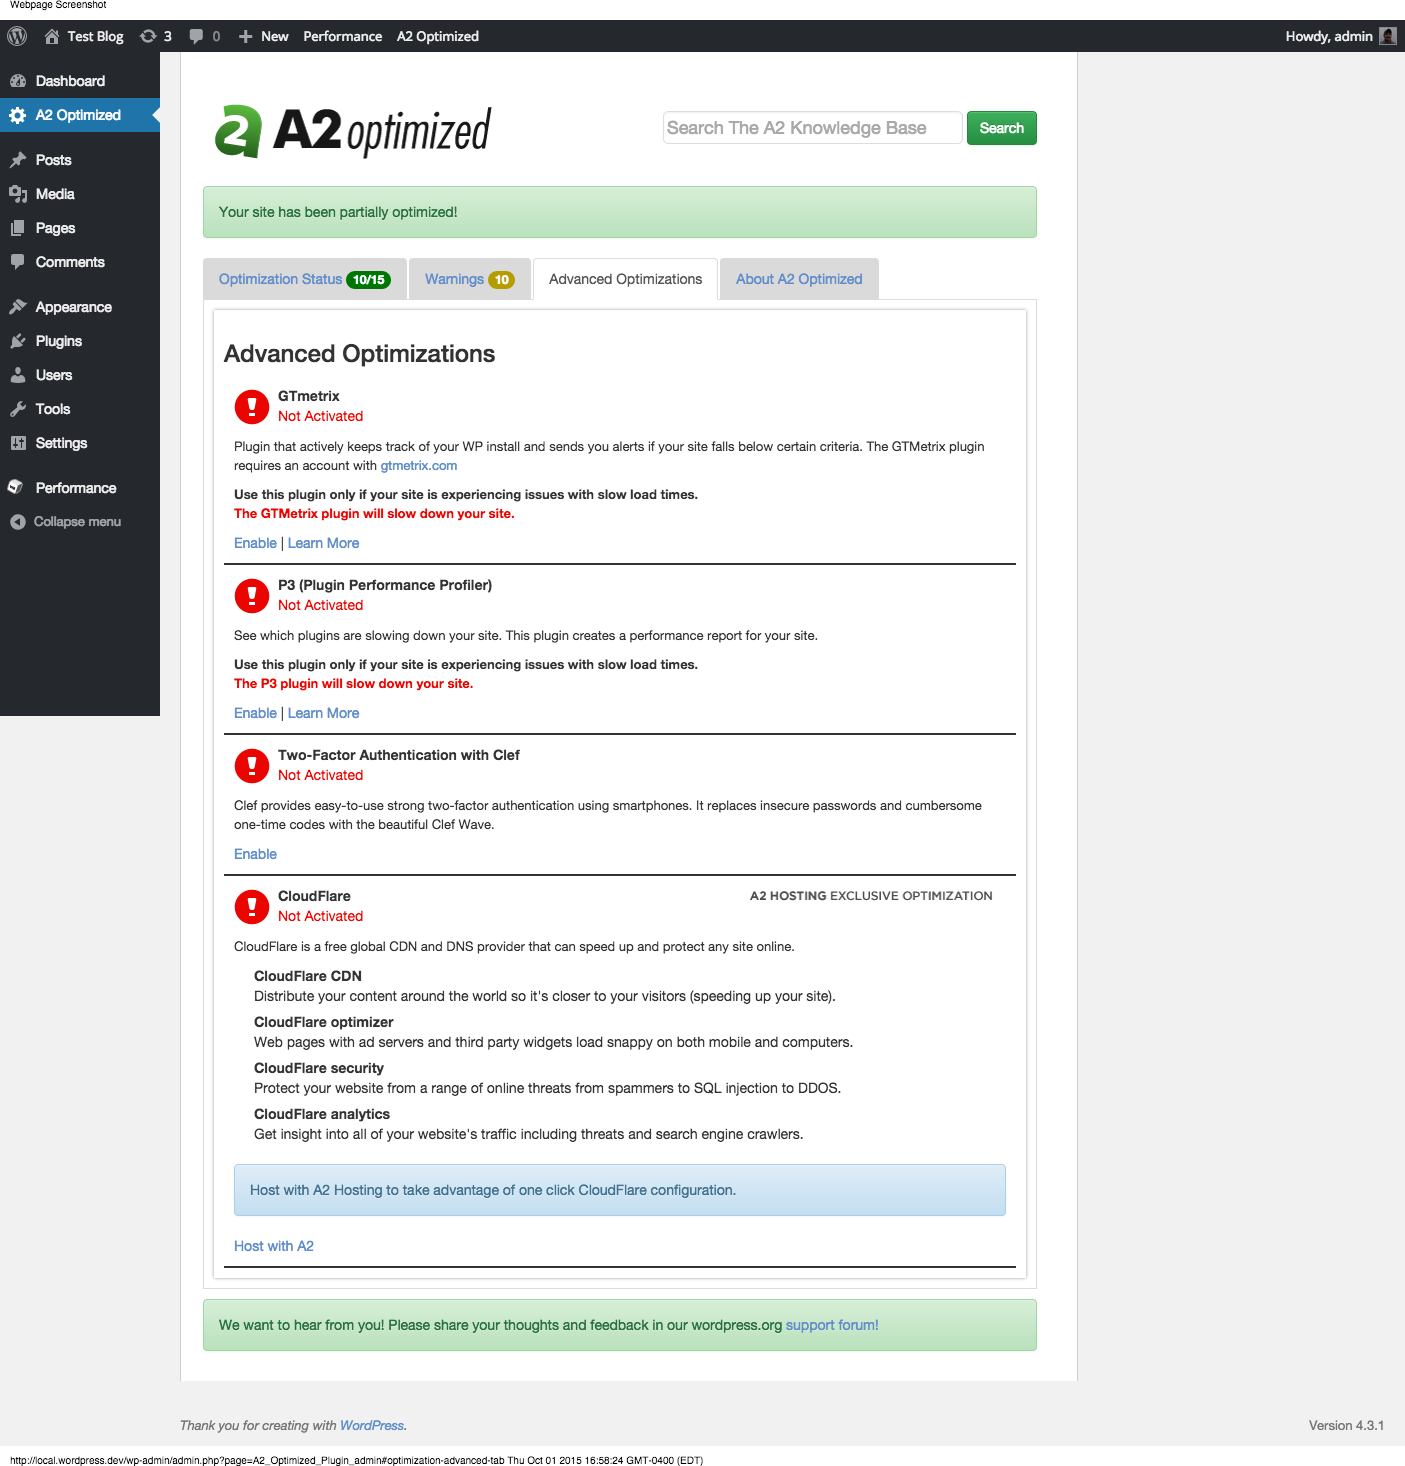 Webpage Screenshot
Test Blog 3 0 New Performance A2 Optimized Howdy, admin
Dashboard
A2 Optimized
Posts
Media
Pages
Comments
Appearance
Plugins
Users
Tools
Settings
Performance
Collapse menu
A2 optimized
Search The A2 Knowledge Base Search
Your site has been partially optimized!
Optimization Status 10/15 Warnings 10 Advanced Optimizations About A2 Optimized
Advanced Optimizations
GTmetrix
Not Activated
Plugin that actively keeps track of your WP install and sends you alerts if your site falls below certain criteria. The GTMetrix plugin
requires an account with gtmetrix.com
Use this plugin only if your site is experiencing issues with slow load times.
The GTMetrix plugin will slow down your site.
Enable | Learn More
P3 (Plugin Performance Profiler)
Not Activated
See which plugins are slowing down your site. This plugin creates a performance report for your site.
Use this plugin only if your site is experiencing issues with slow load times.
The P3 plugin will slow down your site.
Enable | Learn More
Two-Factor Authentication with Clef
Not Activated
Clef provides easy-to-use strong two-factor authentication using smartphones. It replaces insecure passwords and cumbersome
one-time codes with the beautiful Clef Wave.
Enable
CloudFlare A2 HOSTING EXCLUSIVE OPTIMIZATION
Not Activated
CloudFlare is a free global CDN and DNS provider that can speed up and protect any site online.
CloudFlare CDN
Distribute your content around the world so it's closer to your visitors (speeding up your site).
CloudFlare optimizer
Web pages with ad servers and third party widgets load snappy on both mobile and computers.
CloudFlare security
Protect your website from a range of online threats from spammers to SQL injection to DDOS.
CloudFlare analytics
Get insight into all of your website's traffic including threats and search engine crawlers.
Host with A2 Hosting to take advantage of one click CloudFlare configuration.
Host with A2
We want to hear from you! Please share your thoughts and feedback in our wordpress.org support forum!
Thank you for creating with WordPress. Version 4.3.1
http://local.wordpress.dev/wp-admin/admin.php?page=A2_Optimized_Plugin_admin#optimization-advanced-tab Thu Oct 01 2015 16:58:24 GMT-0400 (EDT)